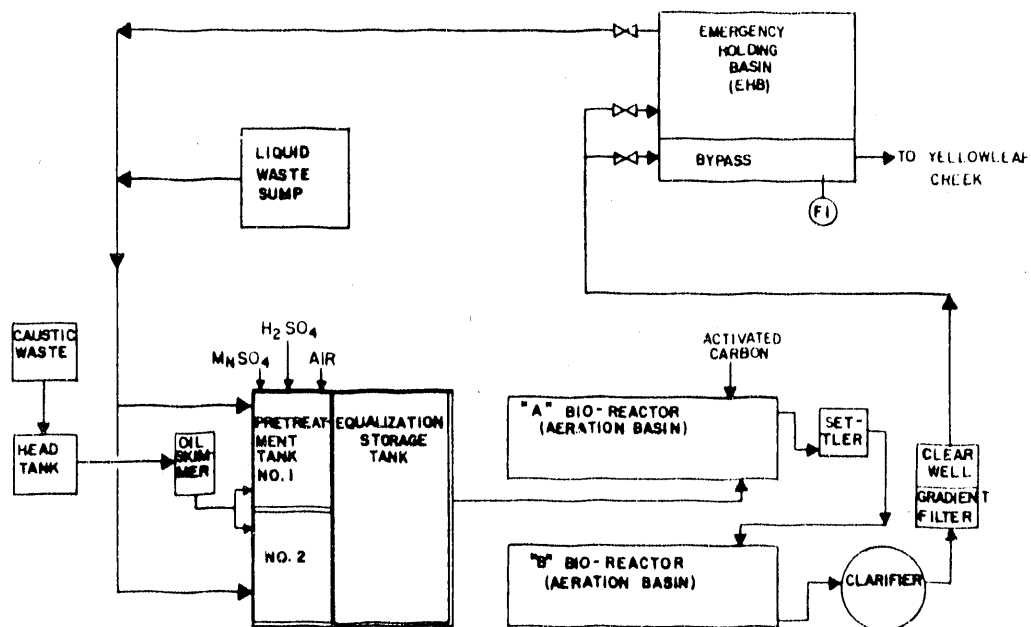 EMERGENCY
HOLDING
BASIN
(EHB)
BYPASS
TO YELLOWLEAF
CREEK
FI
LIQUID
WASTE
SUMP
CAUSTIC
WASTE
HEAD
TANK
OIL
SKIM-
MER
H₂SO₄
MNSO₄ AIR
PRETREAT-
MENT
TANK
NO. 1
NO. 2
EQUALIZATION
STORAGE
TANK
ACTIVATED
CARBON
"A" BIO-REACTOR
(AERATION BASIN)
SET-
TLER
"B" BIO-REACTOR
(AERATION BASIN)
CLARIFIER
CLEAR
WELL
GRADIENT
FILTER